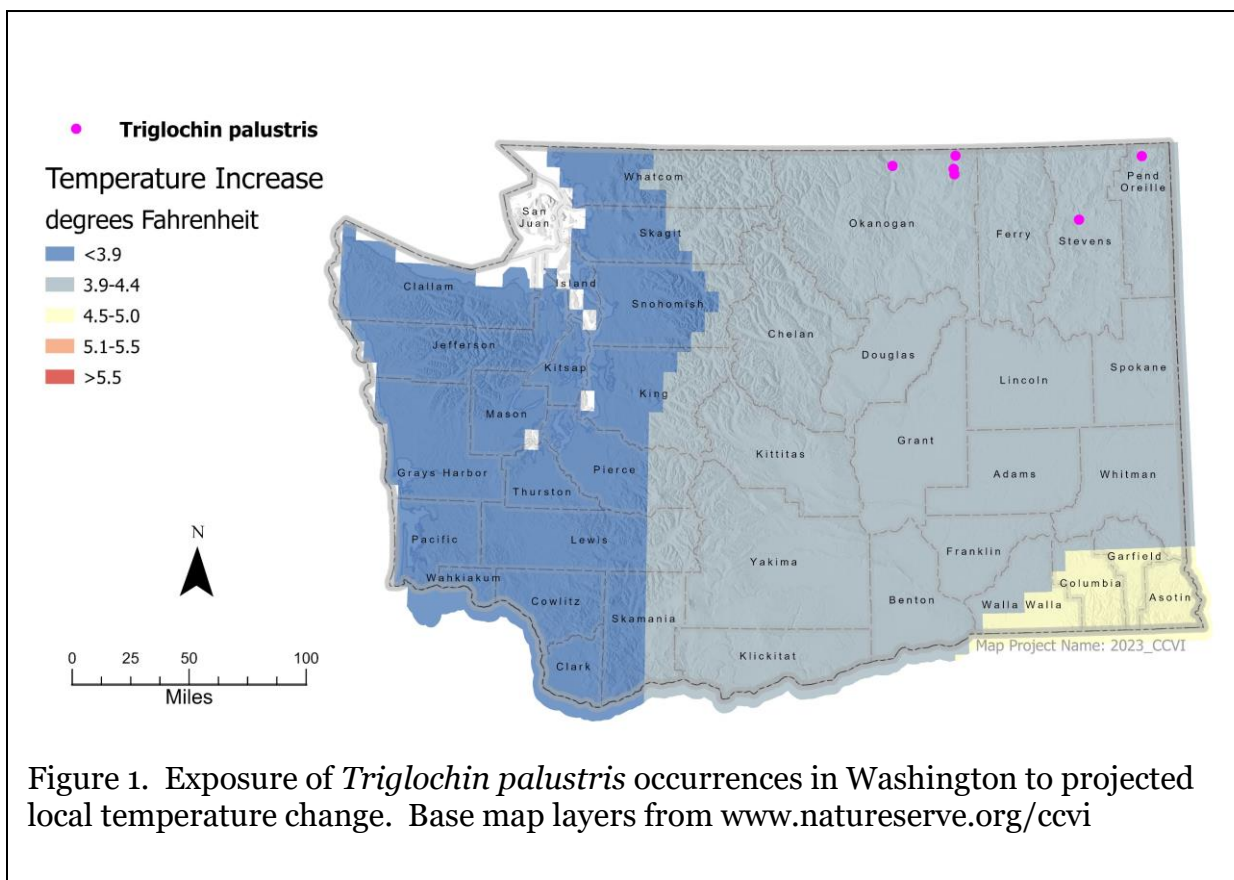 Triglochin palustris
Temperature Increase
degrees Fahrenheit
<3.9
3.9-4.4
4.5-5.0
5.1-5.5
>5.5
N
0 25 50 100
Miles
Whatcom
San
Juan
Skagit
Island
Clallam
Snohomish
Jefferson
Kitsap
King
Mason
Grays Harbor
Pierce
Thurston
Pacific
Lewis
Wahkiakum
Cowlitz
Skamania
Clark
Okanogan
Ferry
Stevens
Pend
Oreille
Chelan
Douglas
Lincoln
Spokane
Kittitas
Grant
Adams
Whitman
Yakima
Franklin
Garfield
Columbia
Benton
Walla Walla
Asotin
Klickitat
Map Project Name: 2023_CCVI
Figure 1. Exposure of Triglochin palustris occurrences in Washington to projected
local temperature change. Base map layers from www.natureserve.org/ccvi